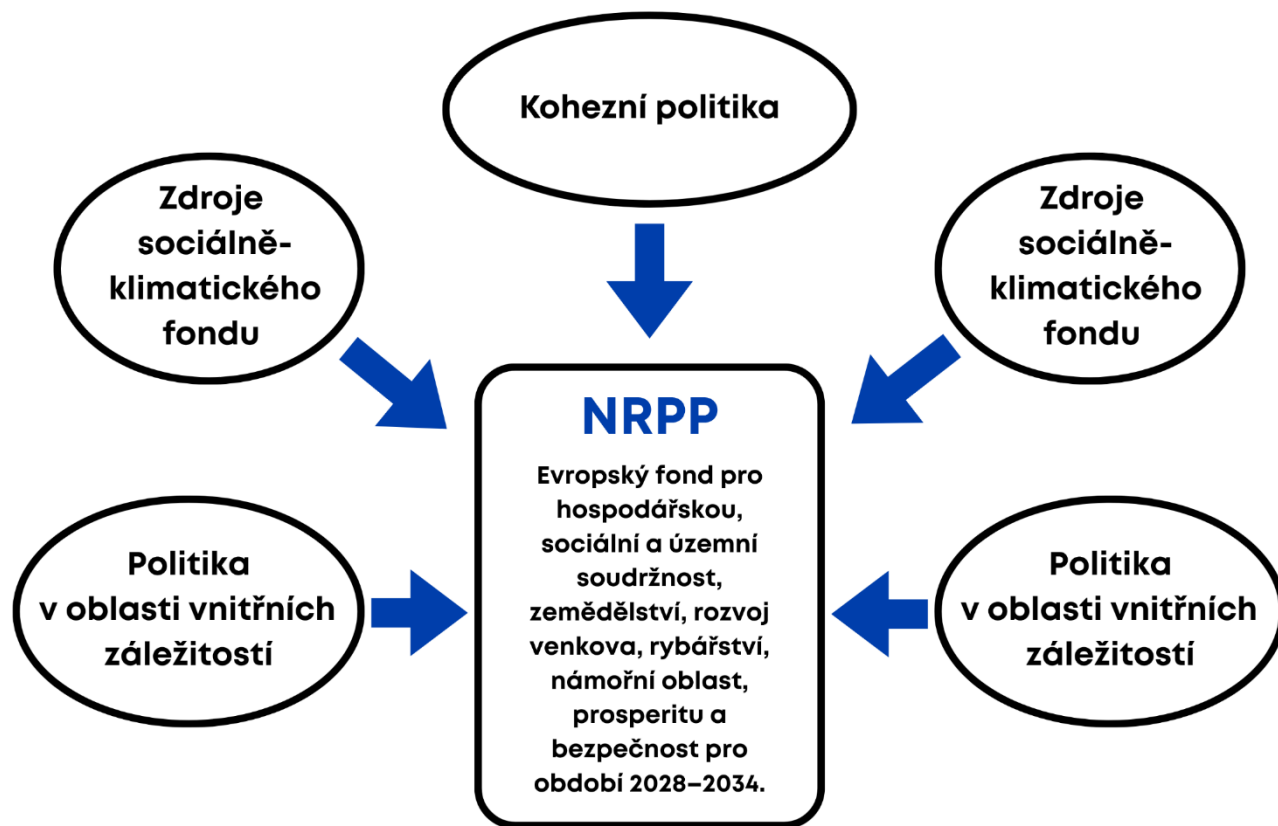 Kohezní politika
Zdroje
sociálně-
klimatického
fondu
Zdroje
sociálně-
klimatického
fondu
NRPP
Evropský fond pro
hospodářskou,
sociální a územní
soudržnost,
zemědělství, rozvoj
venkova, rybářství,
námořní oblast,
prosperitu a
bezpečnost pro
období 2028–2034.
Politika
v oblasti vnitřních
záležitostí
Politika
v oblasti vnitřních
záležitostí